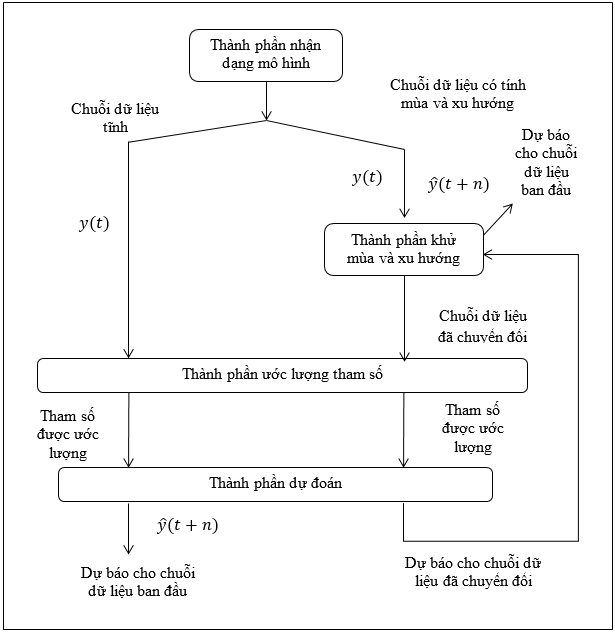 Thành phần nhận
dạng mô hình
Chuỗi dữ liệu có tính
mùa và xu hướng
Chuỗi dữ liệu
tĩnh
Dự báo
cho chuỗi
dữ liệu
ban đầu
y(t)
ŷ(t + n)
y(t)
Thành phần khử
mùa và xu hướng
Chuỗi dữ liệu
đã chuyển đổi
Thành phần ước lượng tham số
Tham số
được ước
lượng
Tham số
được ước
lượng
Thành phần dự đoán
ŷ(t + n)
Dự báo cho chuỗi
dữ liệu ban đầu
Dự báo cho chuỗi dữ
liệu đã chuyển đổi